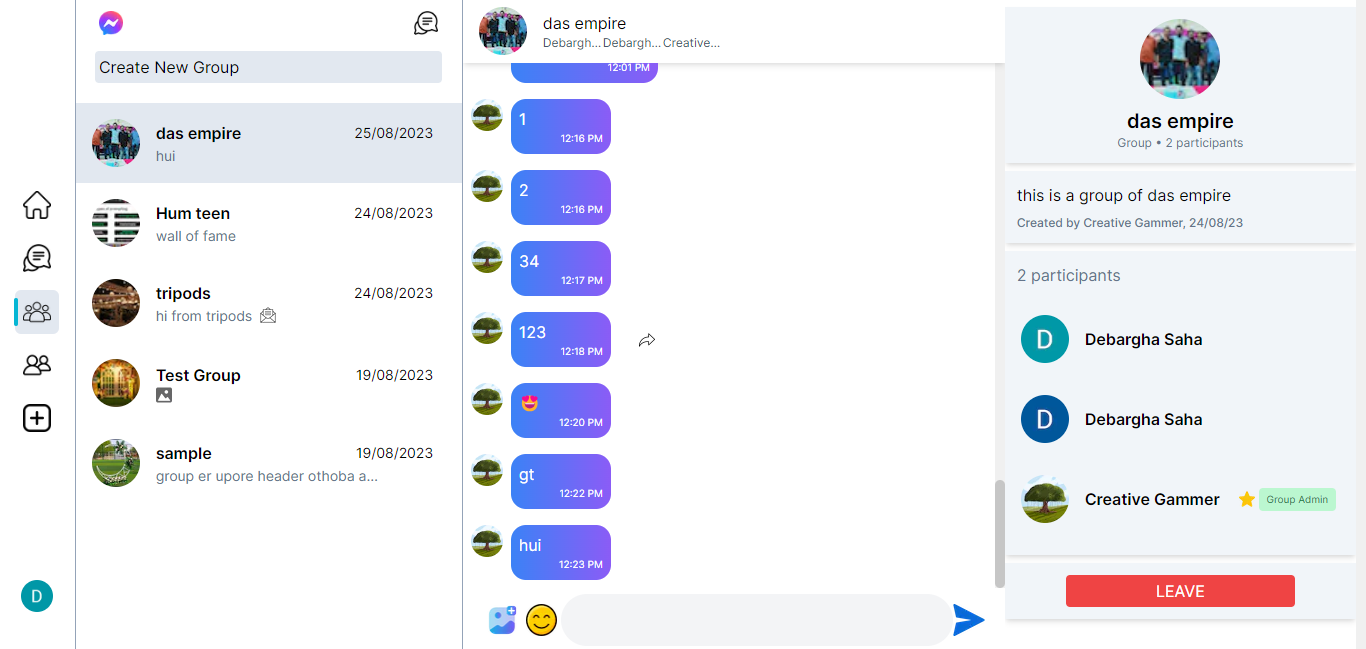 Create New Group
das empire
25/08/2023
hui
Hum teen
24/08/2023
wall of fame
tripods
24/08/2023
hi from tripods
Test Group
19/08/2023
sample
19/08/2023
group er upore header othoba a...
D
das empire
Debargh... Debargh... Creative...
12:01 PM
1
12:16 PM
2
12:16 PM
34
12:17 PM
123
12:18 PM
😍
12:20 PM
gt
12:22 PM
hui
12:23 PM
das empire
Group • 2 participants
this is a group of das empire
Created by Creative Gammer, 24/08/23
2 participants
D
Debargha Saha
D
Debargha Saha
Creative Gammer
Group Admin
LEAVE